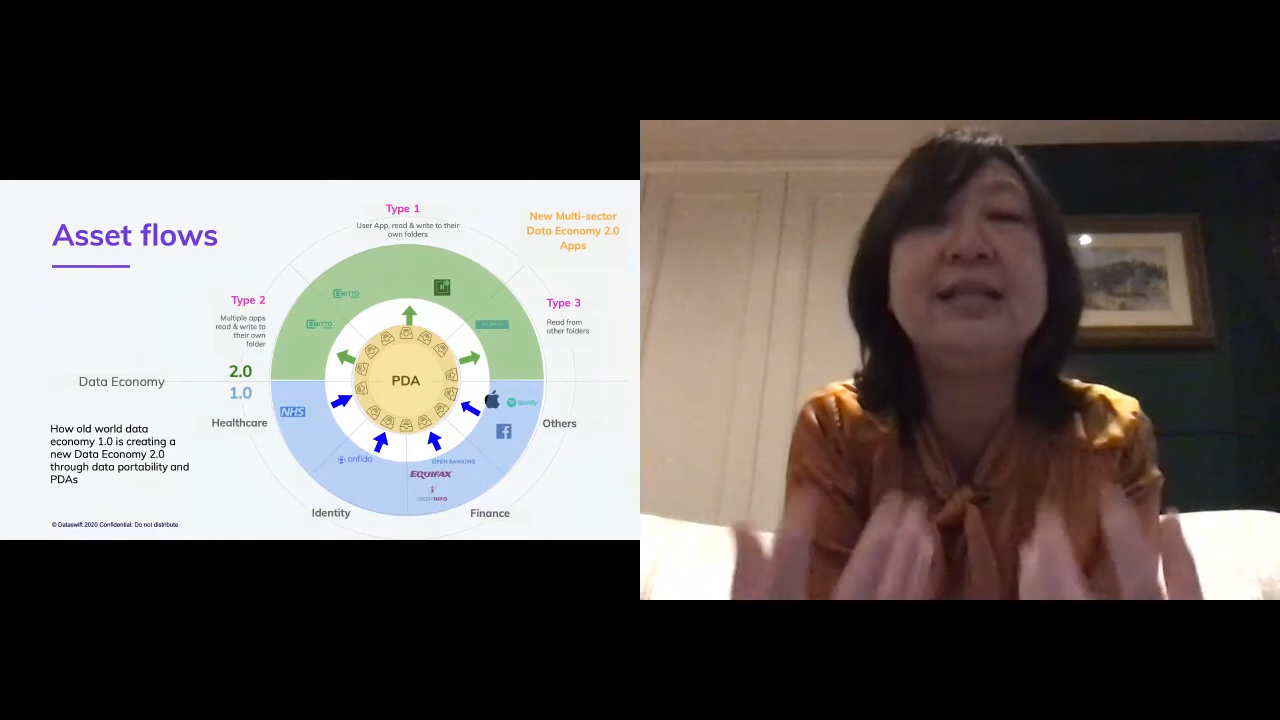 Asset flows
Type 1
User App, read & write to their
own folders
New Multi-sector
Data Economy 2.0
Apps
Type 2
Multiple apps
read & write to
their own
folder
Type 3
Read from
other folders
EMITTO
EMITTO
PDA
Data Economy
2.0
1.0
NHS
Spotify
Healthcare
Others
onfido
OPEN BANKING
EQUIFAX
CREDITINFO
Identity
Finance
How old world data
economy 1.0 is creating a
new Data Economy 2.0
through data portability and
PDAs
© Dataswift 2020 Confidential: Do not distribute